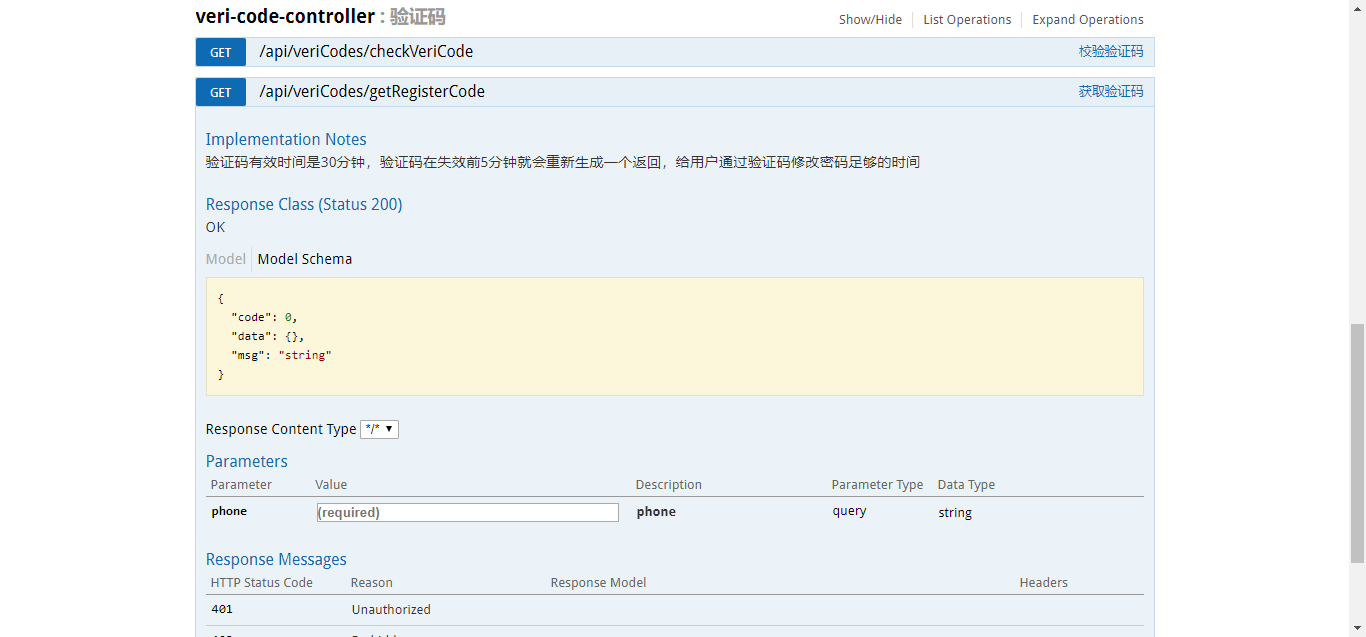 veri-code-controller : 验证码
Show/Hide List Operations Expand Operations
GET /api/veriCodes/checkVeriCode 校验验证码
GET /api/veriCodes/getRegisterCode 获取验证码
Implementation Notes
验证码有效时间是30分钟，验证码在失效前5分钟就会重新生成一个返回，给用户通过验证码修改密码足够的时间
Response Class (Status 200)
OK
Model Model Schema
{
"code": 0,
"data": {},
"msg": "string"
}
Response Content Type */*
Parameters
Parameter Value Description Parameter Type Data Type
phone (required) phone query string
Response Messages
HTTP Status Code Reason Response Model Headers
401 Unauthorized